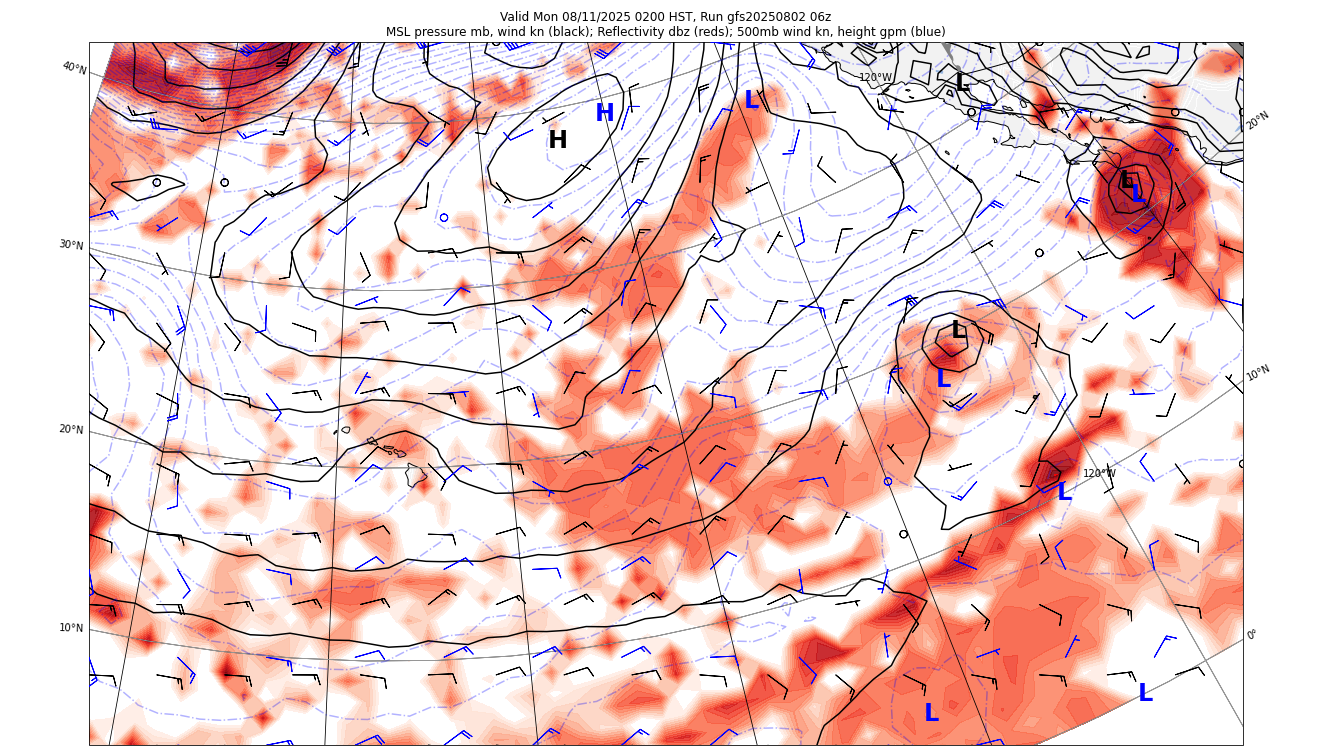 Valid Mon 08/11/2025 0200 HST, Run gfs20250802 06z
MSL pressure mb, wind kn (black); Reflectivity dbz (reds); 500mb wind kn, height gpm (blue)
40°N
120°W
L
L
H
20°N
H
L
L
30°N
L
10°N
L
20°N
120°W
L
10°N
0°
L
L